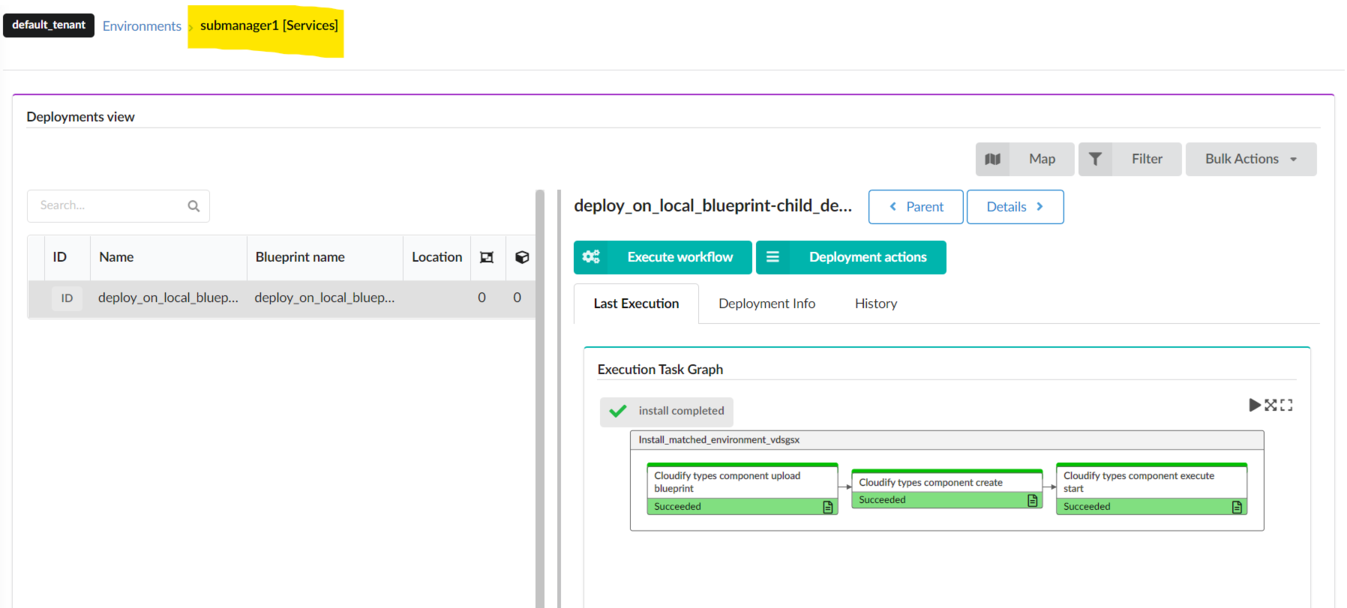 default_tenant Environments › submanager1 [Services]
Deployments view
Map Filter Bulk Actions
Search...
deploy_on_local_blueprint-child_de... Parent Details
Execute workflow Deployment actions
ID Name Blueprint name Location
ID deploy_on_local_bluep... deploy_on_local_bluep... 0 0
Last Execution Deployment Info History
Execution Task Graph
install completed
Install_matched_environment_vdsgsx
Cloudify types component upload
blueprint
Succeeded
Cloudify types component create
Succeeded
Cloudify types component execute
start
Succeeded